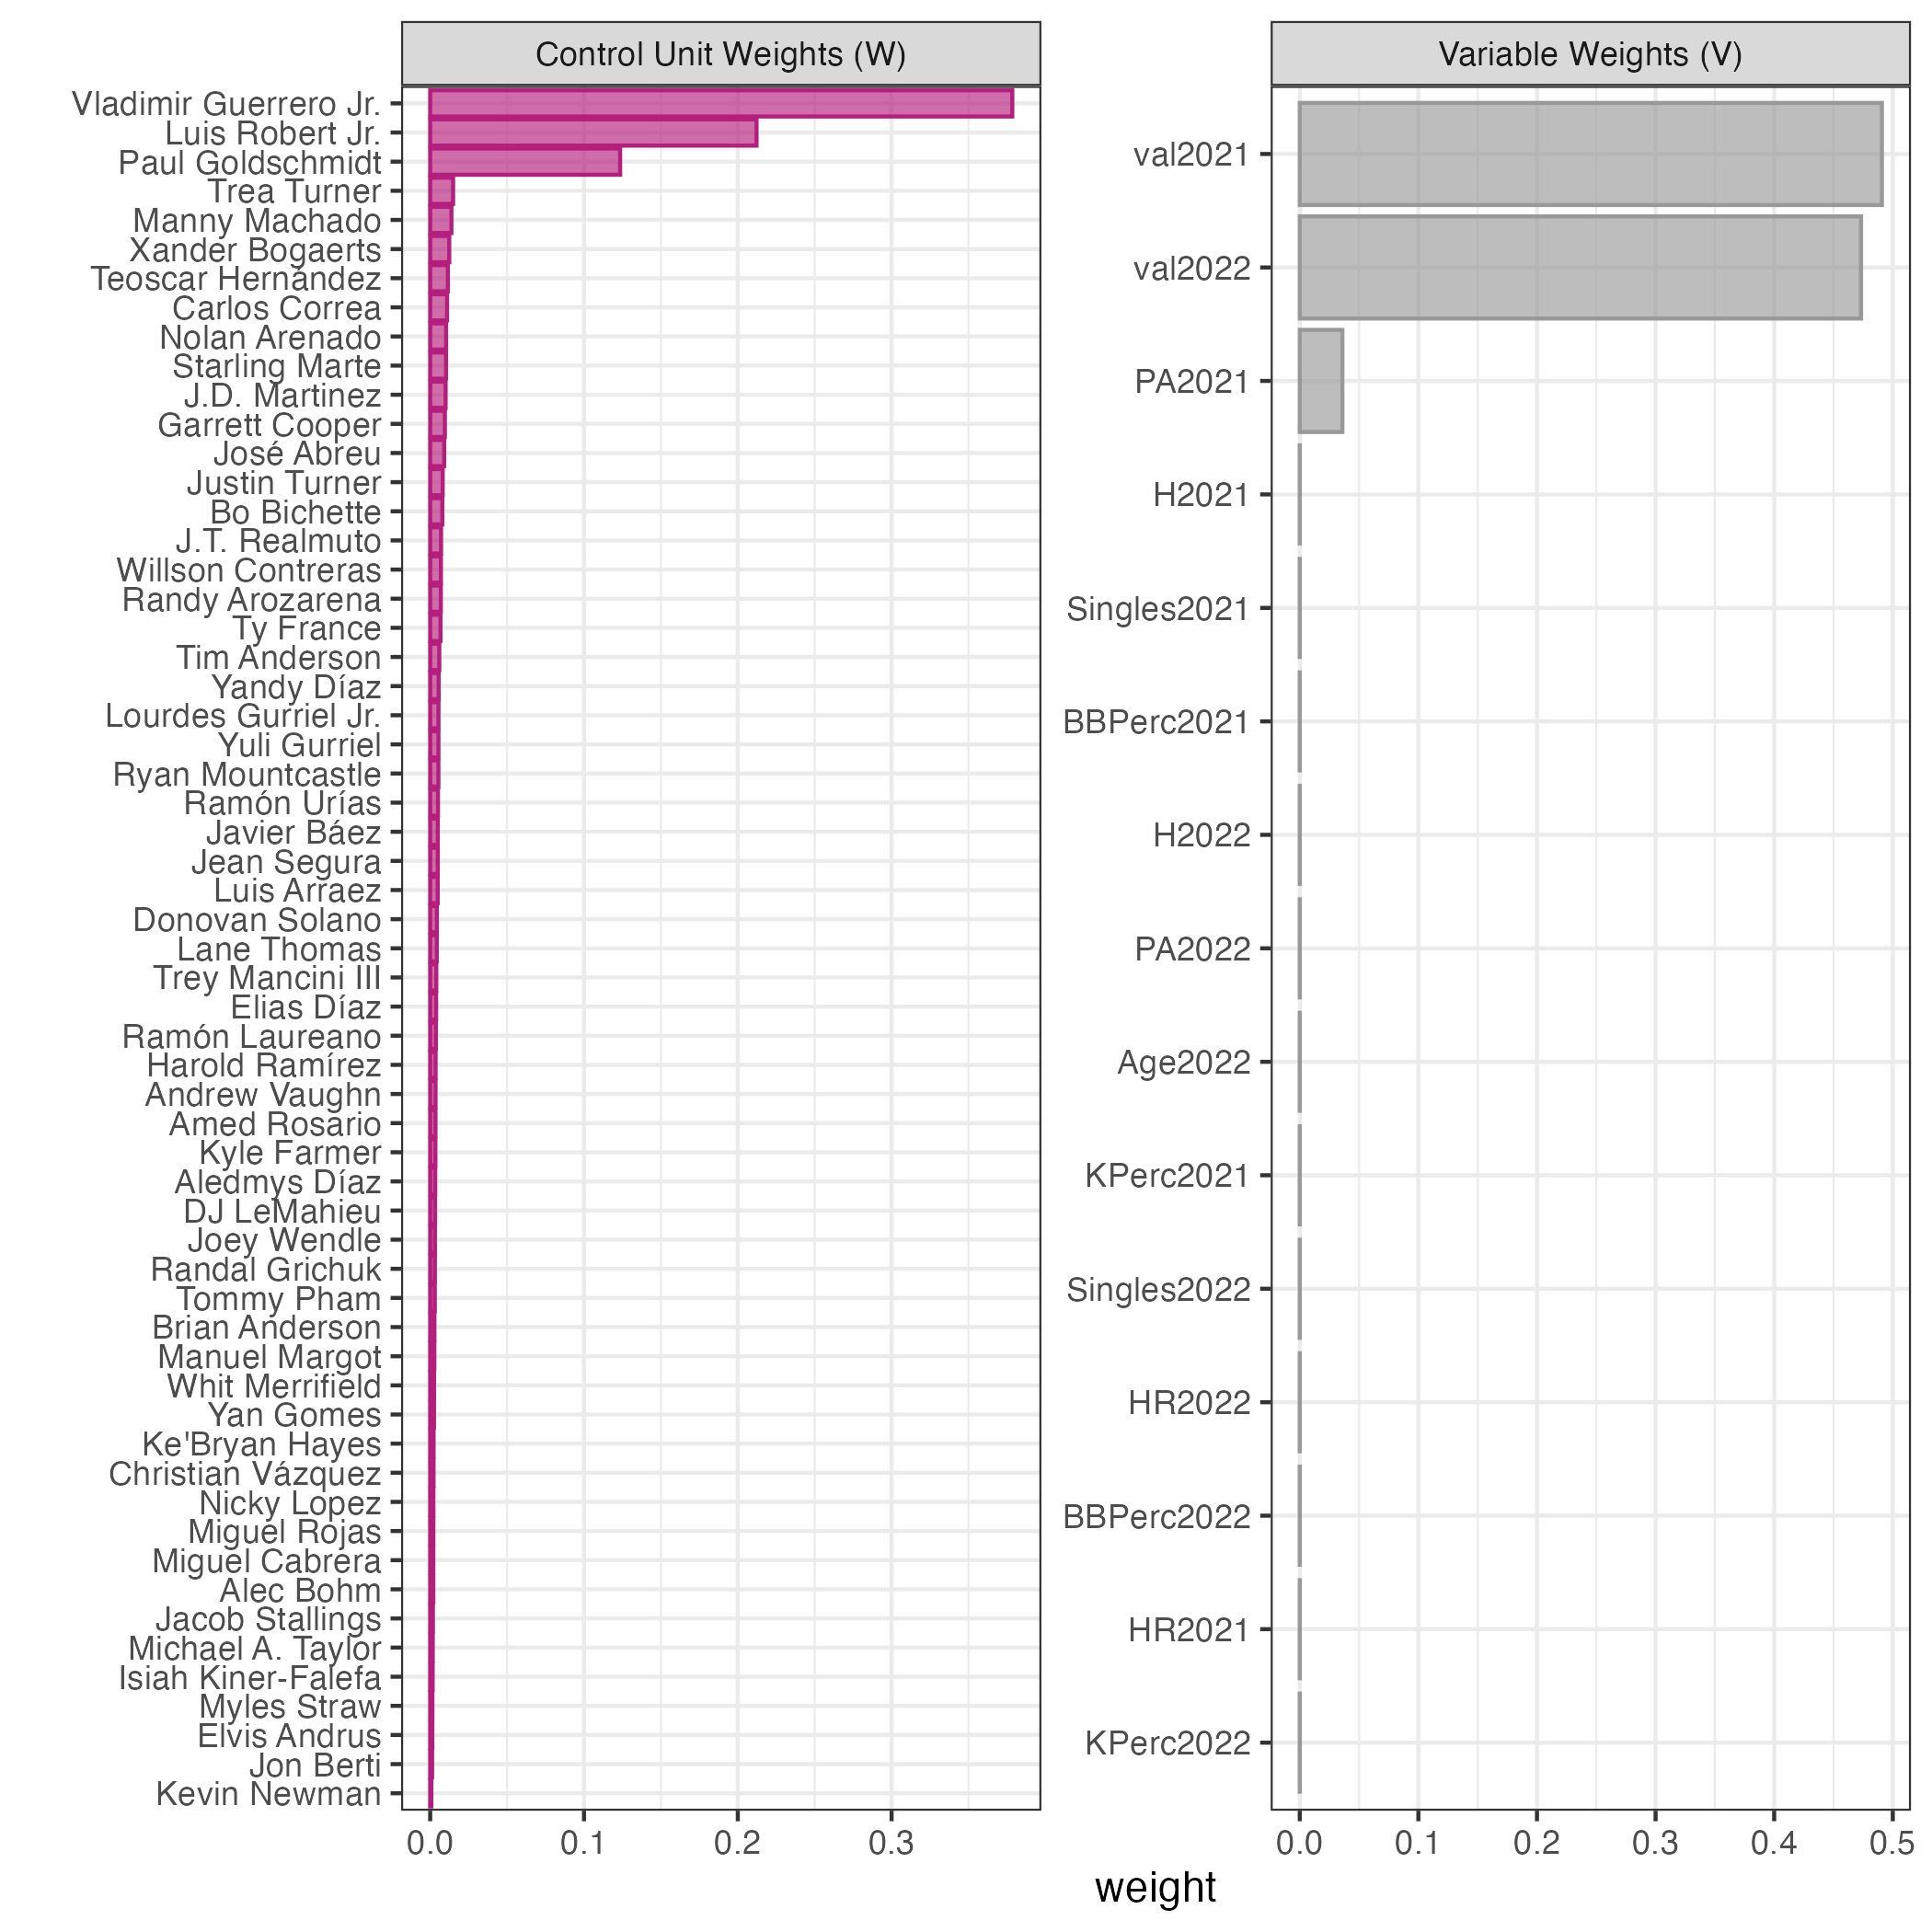 Control Unit Weights (W)
Vladimir Guerrero Jr.
Luis Robert Jr.
Paul Goldschmidt
Trea Turner
Manny Machado
Xander Bogaerts
Teoscar Hernández
Carlos Correa
Nolan Arenado
Starling Marte
J.D. Martinez
Garrett Cooper
José Abreu
Justin Turner
Bo Bichette
J.T. Realmuto
Willson Contreras
Randy Arozarena
Ty France
Tim Anderson
Yandy Díaz
Lourdes Gurriel Jr.
Yuli Gurriel
Ryan Mountcastle
Ramón Urías
Javier Báez
Jean Segura
Luis Arraez
Donovan Solano
Lane Thomas
Trey Mancini III
Elias Díaz
Ramón Laureano
Harold Ramírez
Andrew Vaughn
Amed Rosario
Kyle Farmer
Aledmys Díaz
DJ LeMahieu
Joey Wendle
Randal Grichuk
Tommy Pham
Brian Anderson
Manuel Margot
Whit Merrifield
Yan Gomes
Ke'Bryan Hayes
Christian Vázquez
Nicky Lopez
Miguel Rojas
Miguel Cabrera
Alec Bohm
Jacob Stallings
Michael A. Taylor
Isiah Kiner-Falefa
Myles Straw
Elvis Andrus
Jon Berti
Kevin Newman
0.0 0.1 0.2 0.3
Variable Weights (V)
val2021
val2022
PA2021
H2021
Singles2021
BBPerc2021
H2022
PA2022
Age2022
KPerc2021
Singles2022
HR2022
BBPerc2022
HR2021
KPerc2022
0.0 0.1 0.2 0.3 0.4 0.5
weight